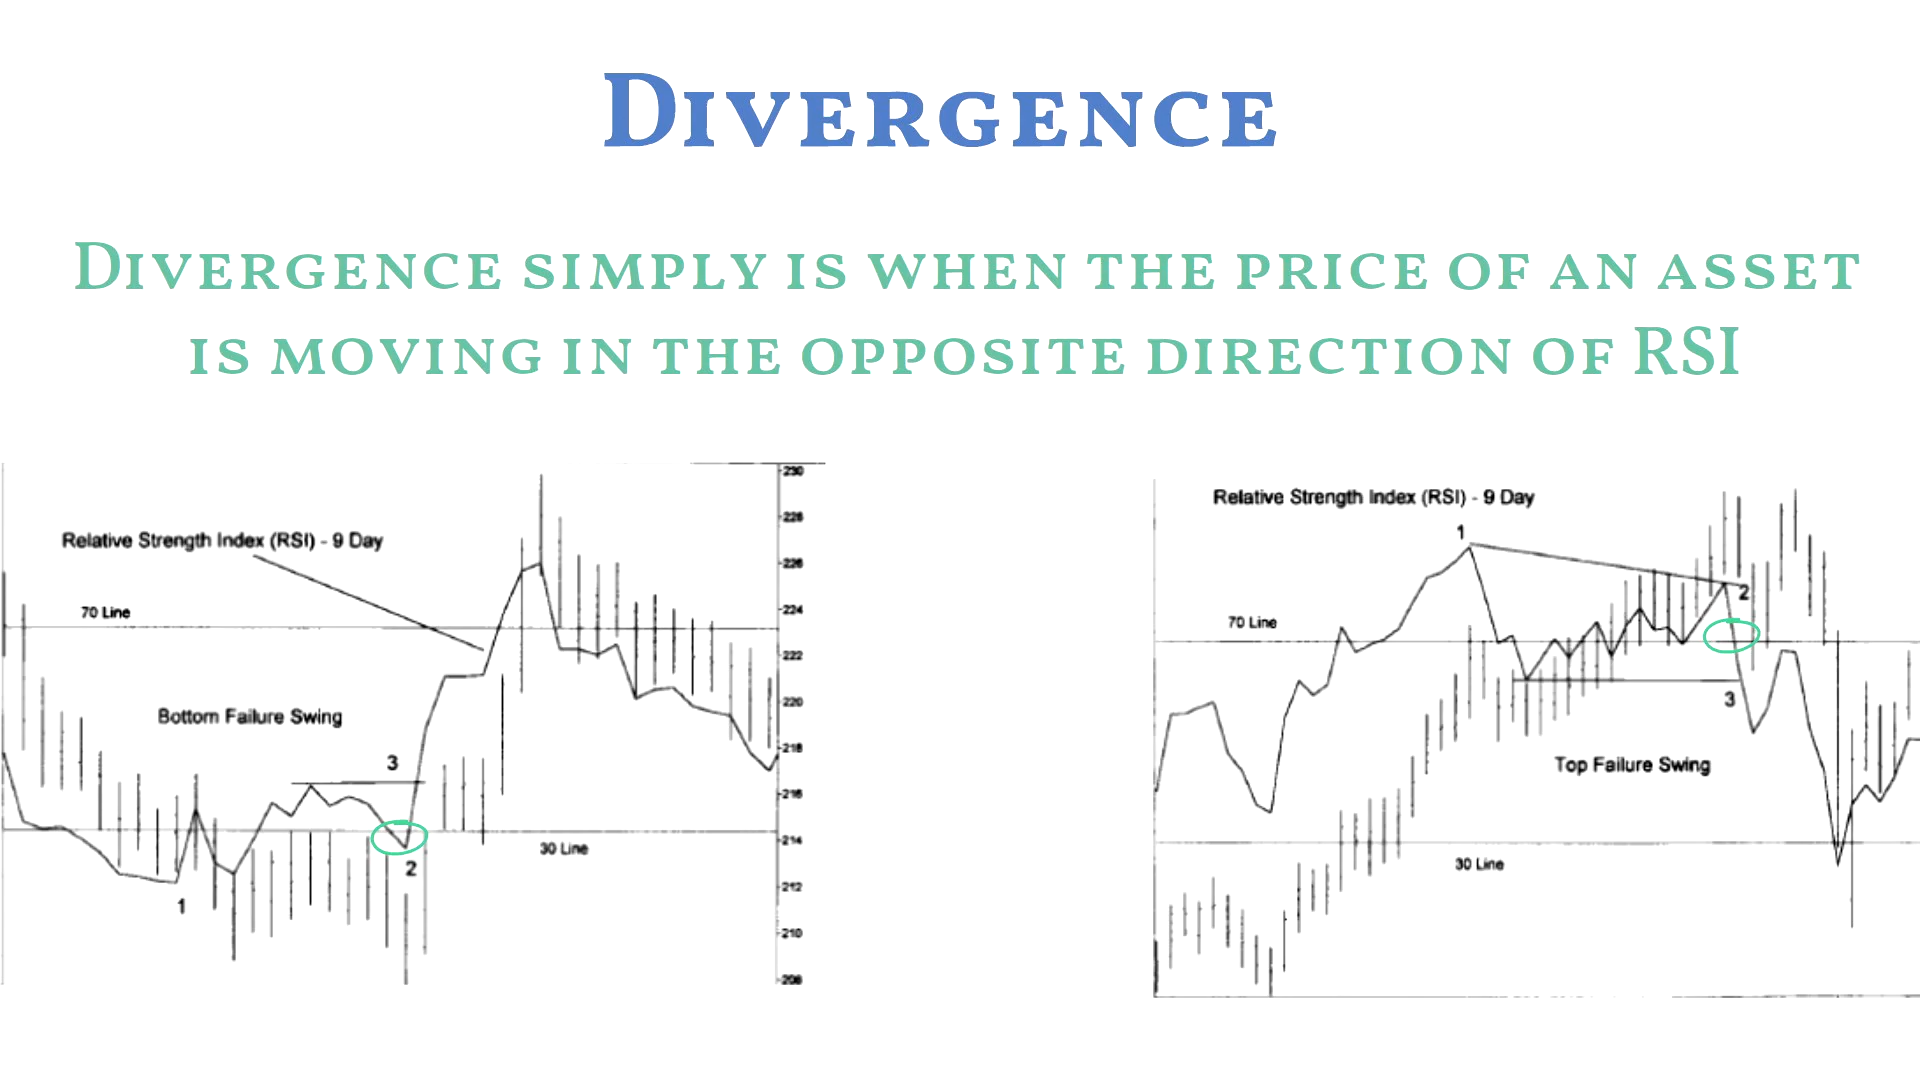 Divergence
Divergence simply is when the price of an asset
is moving in the opposite direction of RSI
Relative Strength Index (RSI) - 9 Day
70 Line
Bottom Failure Swing
3
30 Line
2
1
230
228
226
224
222
220
218
216
214
212
210
208
Relative Strength Index (RSI) - 9 Day
1
2
70 Line
3
Top Failure Swing
30 Line